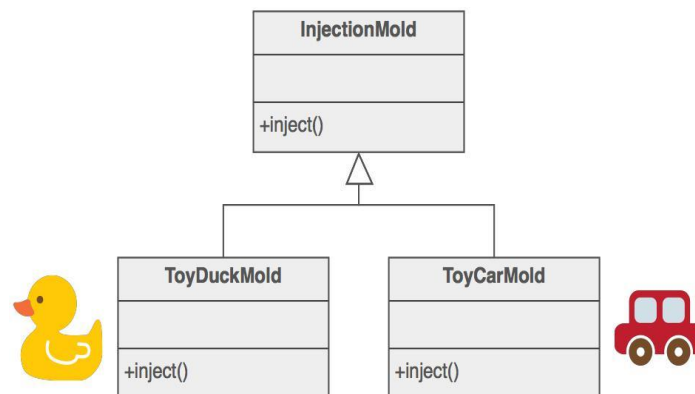 InjectionMold
+inject()
ToyDuckMold
+inject()
ToyCarMold
+inject()